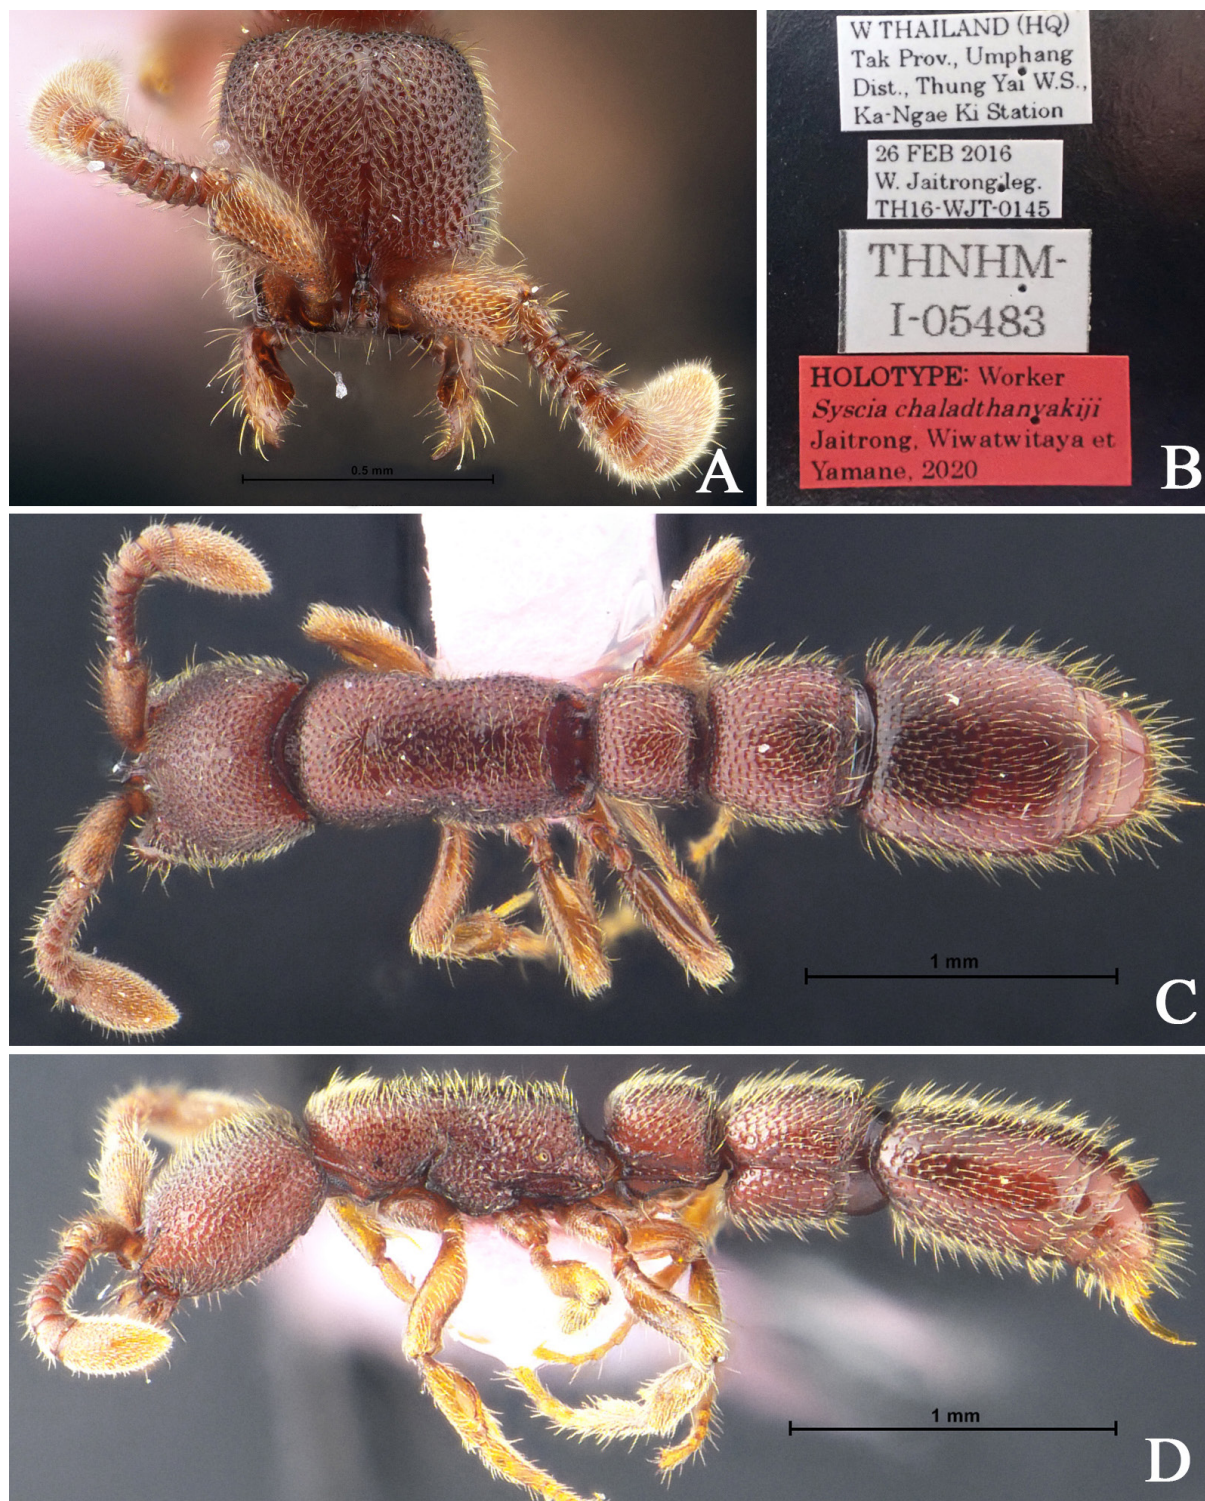 0.5 mm
A
W THAILAND (HQ)
Tak Prov., Umphang
Dist., Thung Yai W.S.,
Ka-Ngae Ki Station
26 FEB 2016
W. Jaitrong leg.
TH16-WJT-0145
THNHM-
I-05483
HOLOTYPE: Worker
Syscia chaladthanyakiji
Jaitrong, Wiwatwitaya et
Yamane, 2020
B
1 mm
C
1 mm
D